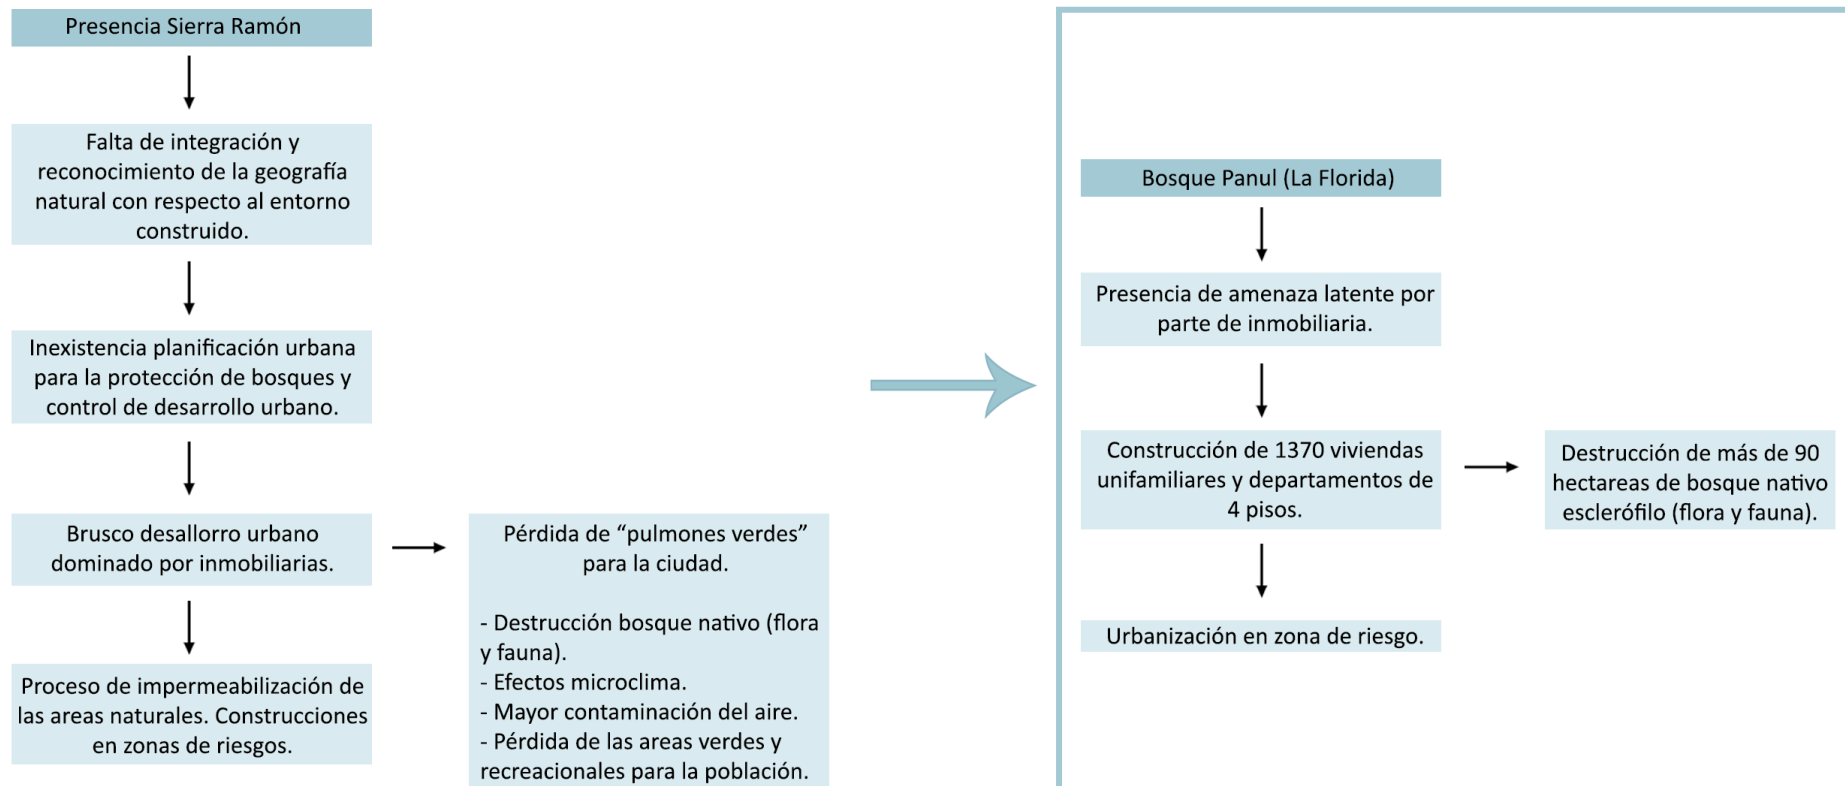 Presencia Sierra Ramón
Falta de integración y
reconocimiento de la geografía
natural con respecto al entorno
construido.
Inexistencia planificación urbana
para la protección de bosques y
control de desarrollo urbano.
Brusco desallorro urbano
dominado por inmobiliarias.
Proceso de impermeabilización de
las areas naturales. Construcciones
en zonas de riesgos.
Pérdida de “pulmones verdes”
para la ciudad.
- Destrucción bosque nativo (flora
y fauna).
- Efectos microclima.
- Mayor contaminación del aire.
- Pérdida de las areas verdes y
recreacionales para la población.
Bosque Panul (La Florida)
Presencia de amenaza latente por
parte de inmobiliaria.
Construcción de 1370 viviendas
unifamiliares y departamentos de
4 pisos.
Destrucción de más de 90
hectareas de bosque nativo
esclerófilo (flora y fauna).
Urbanización en zona de riesgo.